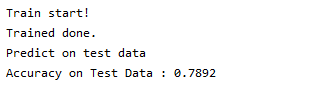 Train start!
Trained done.
Predict on test data
Accuracy on Test Data : 0.7892